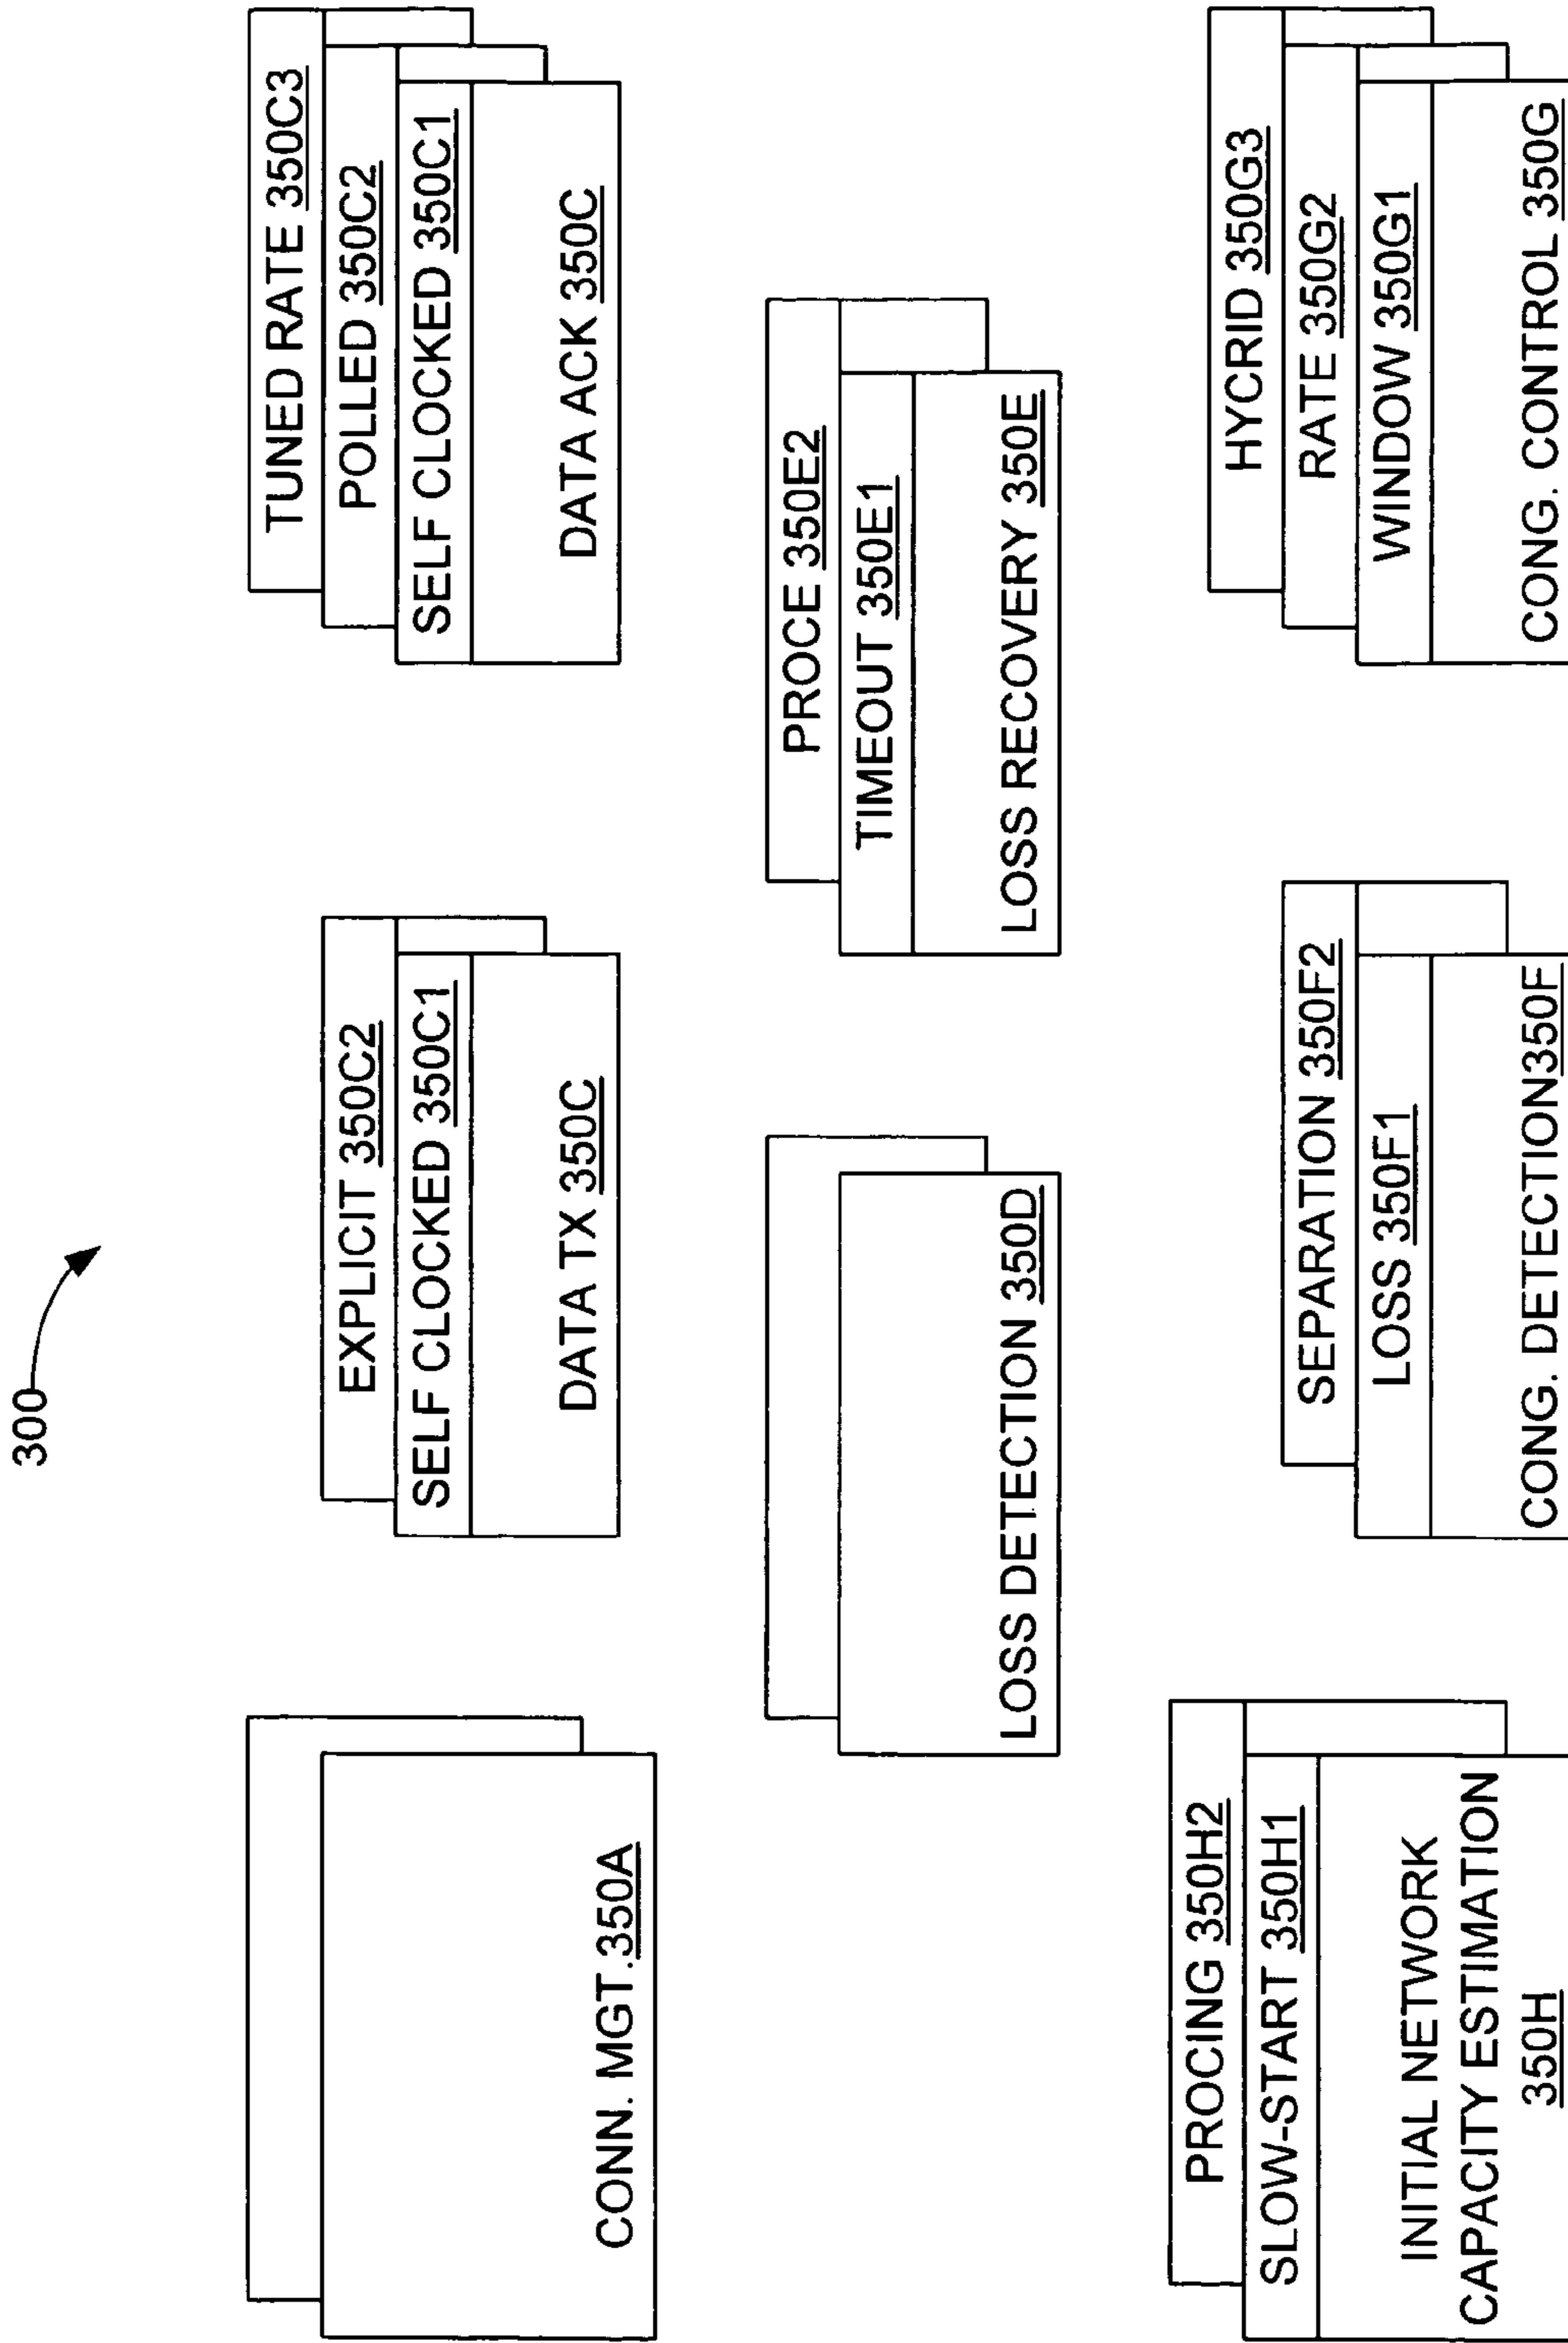 300
CONN. MGT.350A
EXPLICIT 350C2
SELF CLOCKED 350C1
DATA TX 350C
TUNED RATE 350C3
POLLED 350C2
SELF CLOCKED 350C1
DATA ACK 350C
LOSS DETECTION 350D
PROCE 350E2
TIMEOUT 350E1
LOSS RECOVERY 350E
PROCING 350H2
SLOW-START 350H1
INITIAL NETWORK
CAPACITY ESTIMATION
350H
SEPARATION 350F2
LOSS 350F1
CONG. DETECTION350F
HYCRID 350G3
RATE 350G2
WINDOW 350G1
CONG. CONTROL 350G